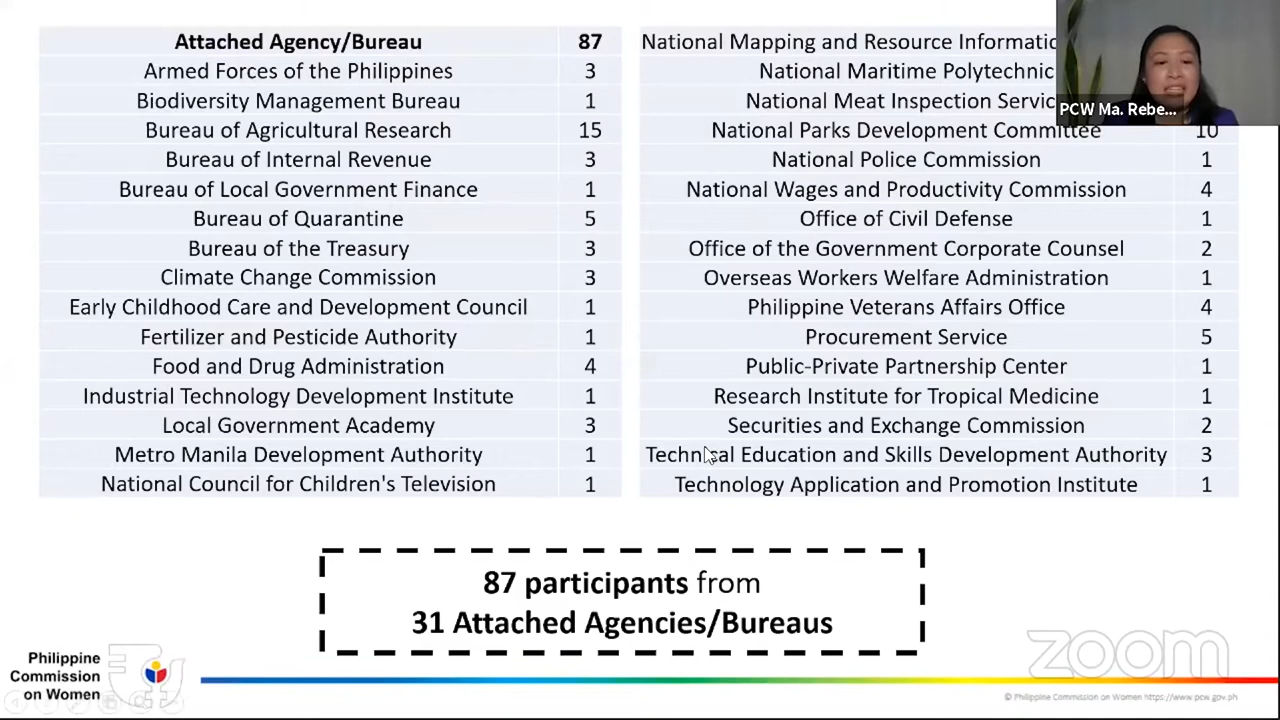 Attached Agency/Bureau 87
Armed Forces of the Philippines 3
Biodiversity Management Bureau 1
Bureau of Agricultural Research 15
Bureau of Internal Revenue 3
Bureau of Local Government Finance 1
Bureau of Quarantine 5
Bureau of the Treasury 3
Climate Change Commission 3
Early Childhood Care and Development Council 1
Fertilizer and Pesticide Authority 1
Food and Drug Administration 4
Industrial Technology Development Institute 1
Local Government Academy 3
Metro Manila Development Authority 1
National Council for Children's Television 1
National Mapping and Resource
National Maritime Polytechnic
National Meat Inspection
National Parks Development Committee 10
National Police Commission 1
National Wages and Productivity Commission 4
Office of Civil Defense 1
Office of the Government Corporate Counsel 2
Overseas Workers Welfare Administration 1
Philippine Veterans Affairs Office 4
Procurement Service 5
Public-Private Partnership Center 1
Research Institute for Tropical Medicine 1
Securities and Exchange Commission 2
Technical Education and Skills Development Authority 3
Technology Application and Promotion Institute 1
PCW Ma. Rebe...
87 participants from
31 Attached Agencies/Bureaus
Philippine
Commission
on Women
zoom
© Philippine Commission on Women https://www.pcw.gov.ph